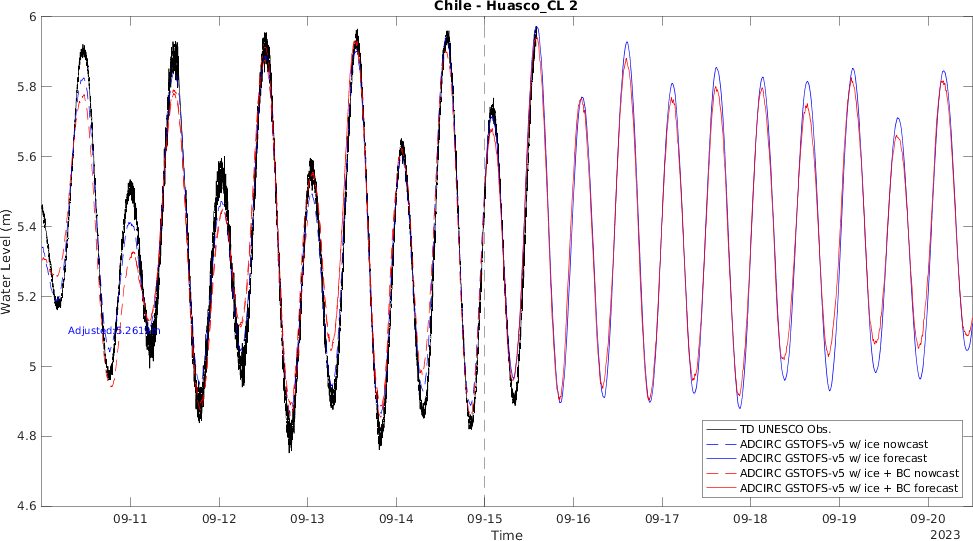 Chile - Huasco_CL 2
Water Level (m)
6
5.8
5.6
5.4
5.2
5
4.8
4.6
TD UNESCO Obs.
ADCIRC GSTOFS-v5 w/ ice nowcast
ADCIRC GSTOFS-v5 w/ ice forecast
ADCIRC GSTOFS-v5 w/ ice + BC nowcast
ADCIRC GSTOFS-v5 w/ ice + BC forecast
09-11 09-12 09-13 09-14 09-15 09-16 09-17 09-18 09-19 09-20
Time
2023